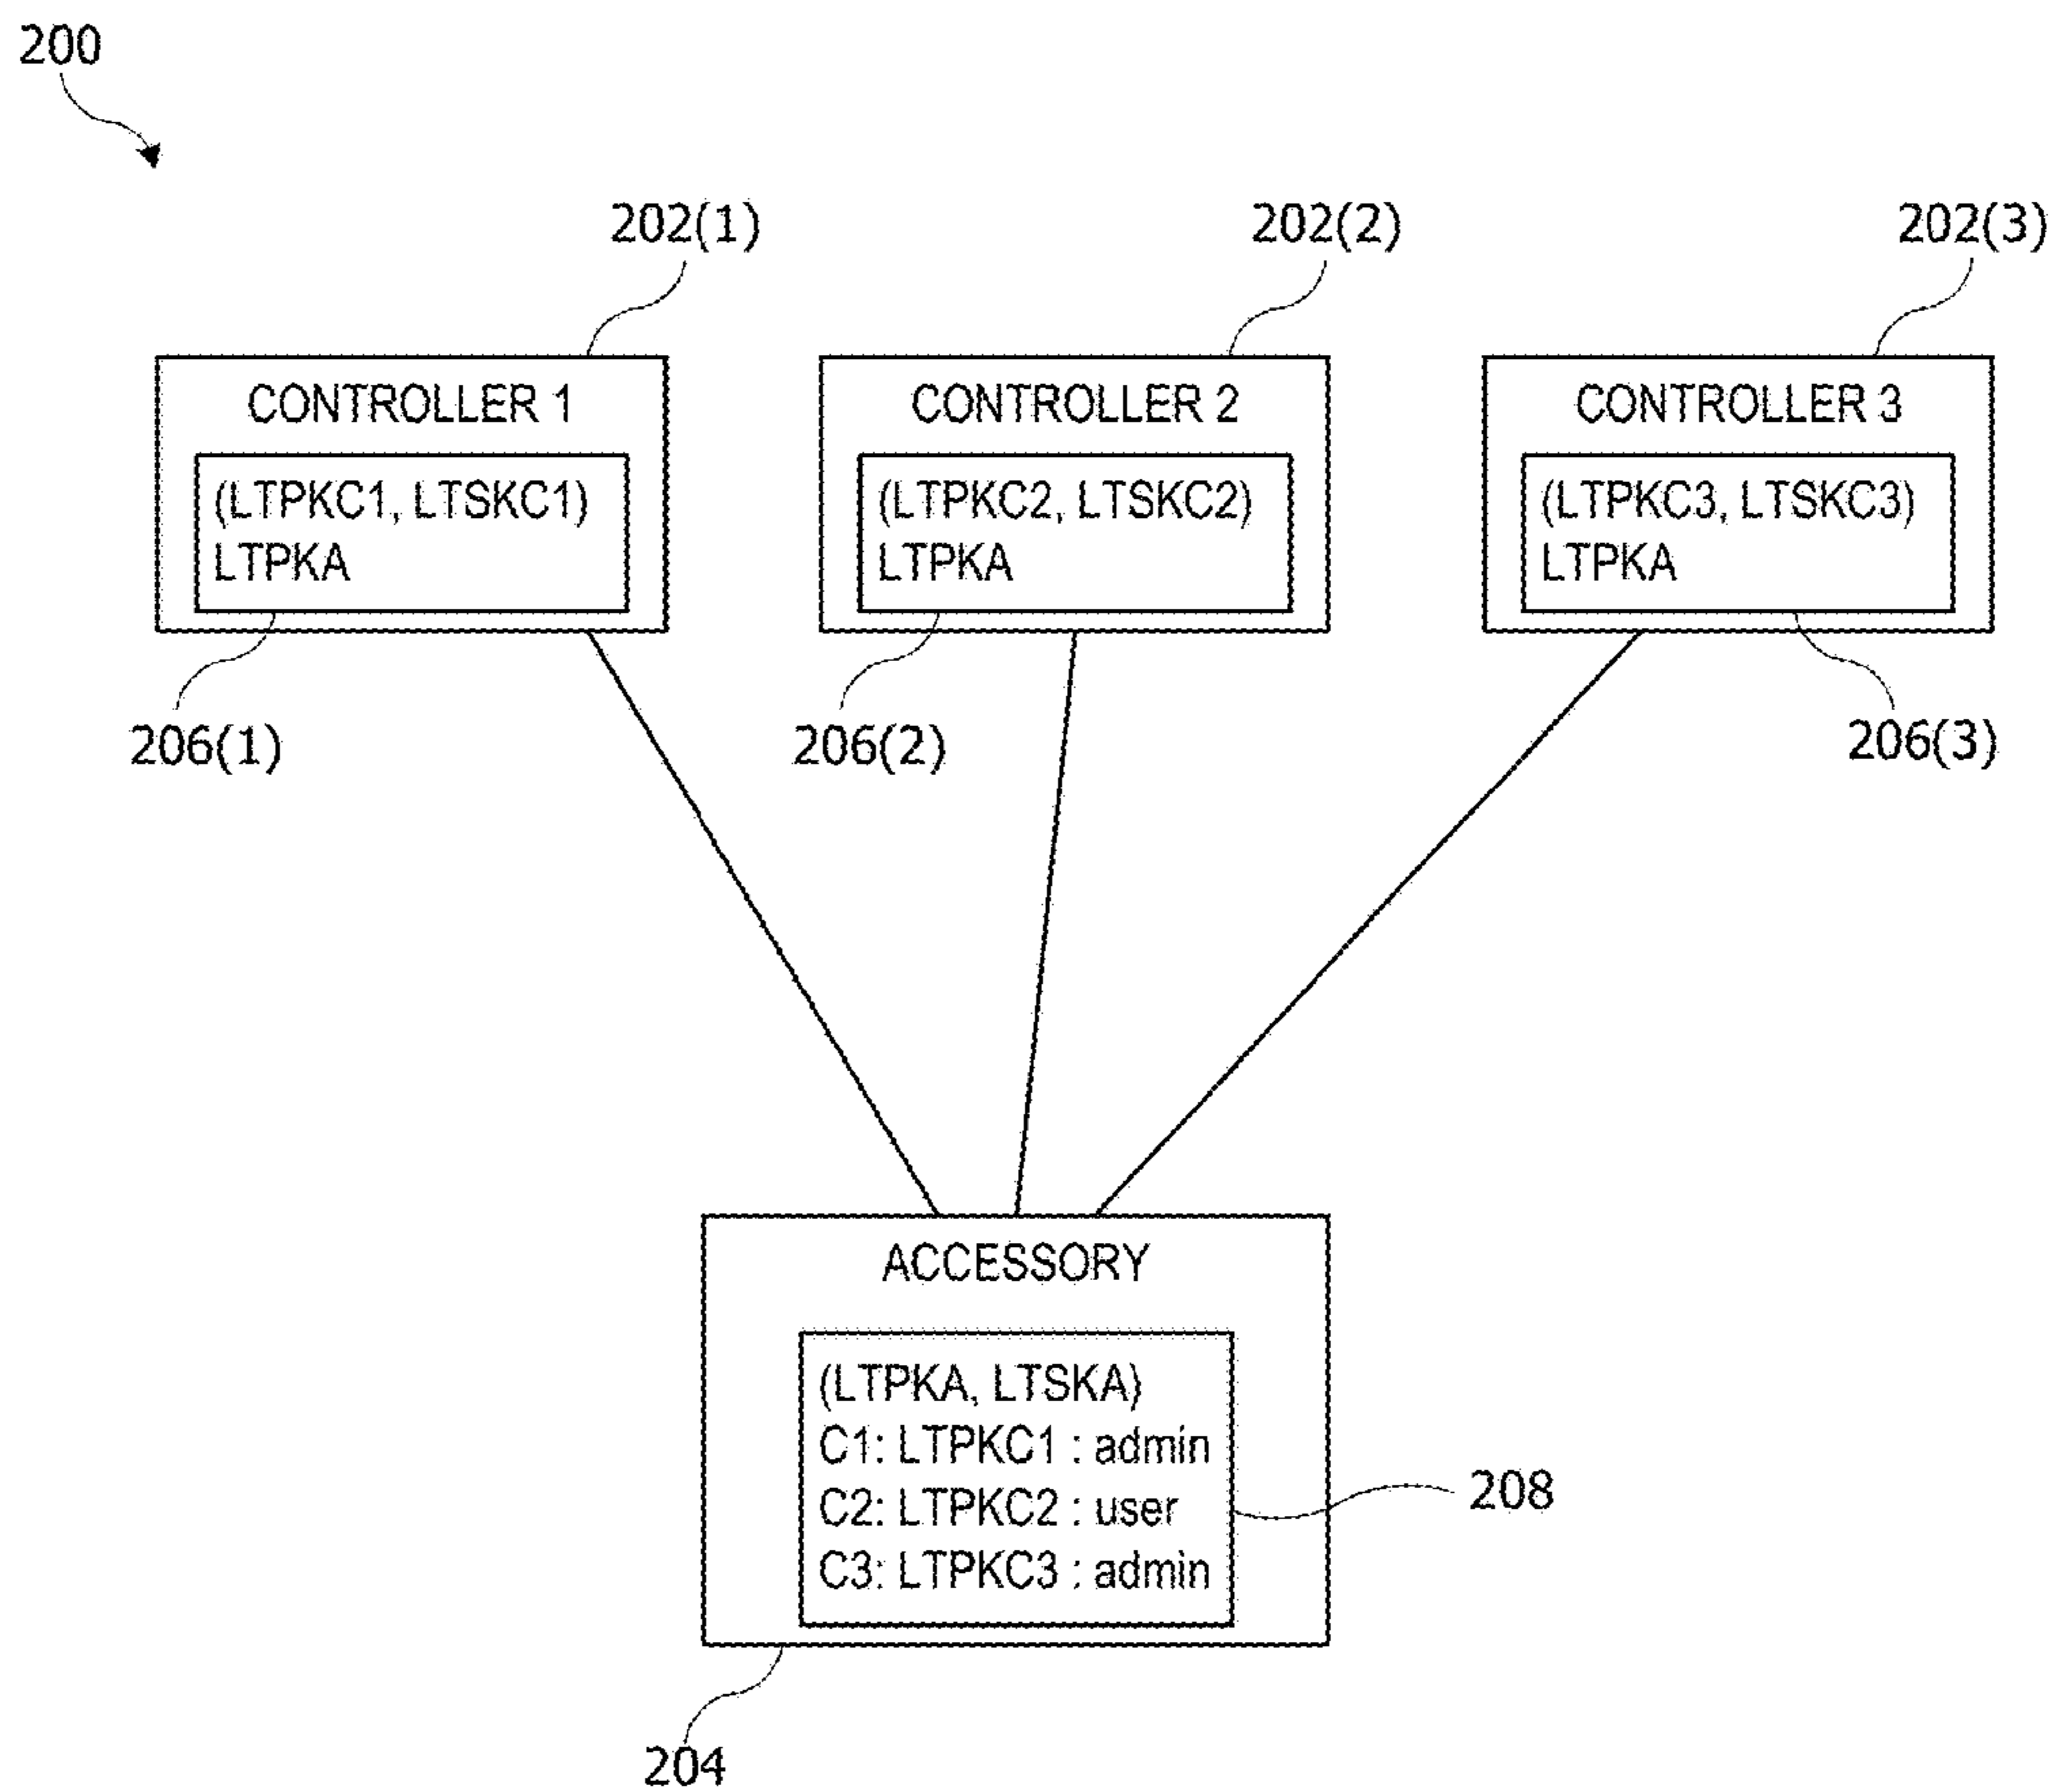 200
202(1) 202(2) 202(3)
CONTROLLER 1 CONTROLLER 2 CONTROLLER 3
(LTPKC1, LTSKC1) (LTPKC2, LTSKC2) (LTPKC3, LTSKC3)
LTPKA LTPKA LTPKA
206(1) 206(2) 206(3)
ACCESSORY
(LTPKA, LTSKA)
C1: LTPKC1 : admin
C2: LTPKC2 : user
C3: LTPKC3 : admin
208
204